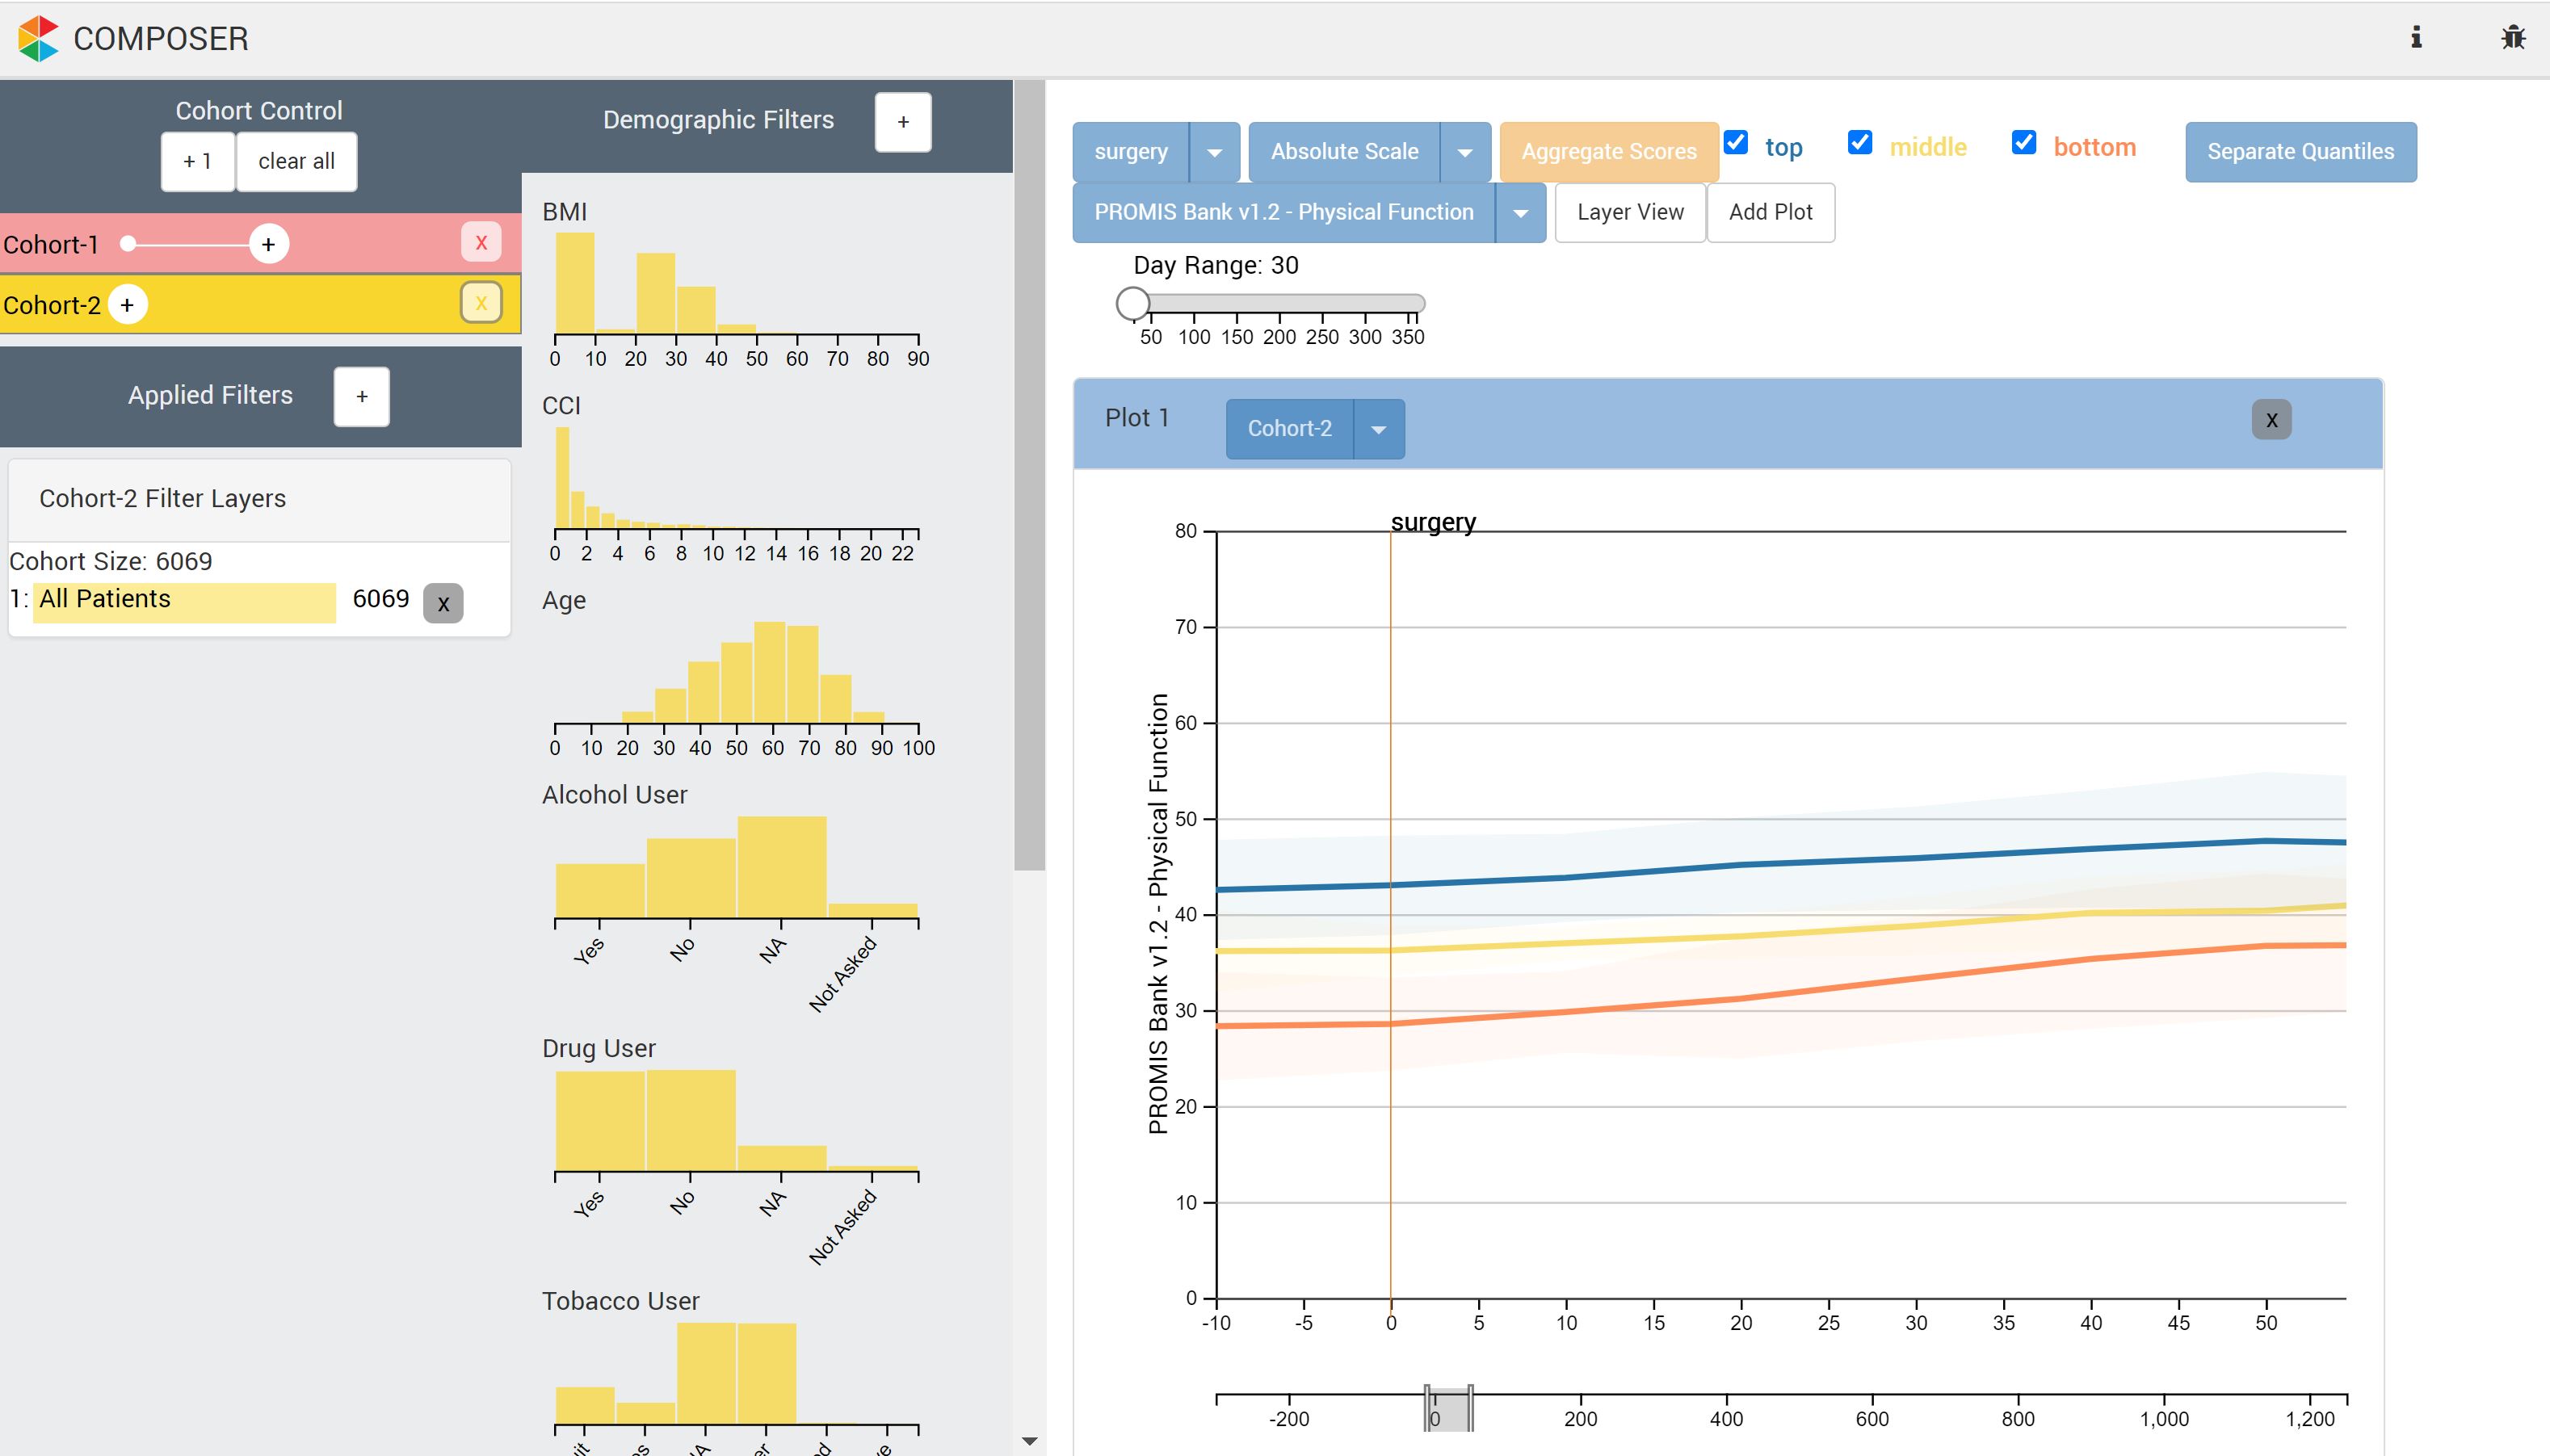 COMPOSER
Cohort Control
+ 1 clear all
Cohort-1 + X
Cohort-2 + X
Applied Filters +
Cohort-2 Filter Layers
Cohort Size: 6069
1: All Patients 6069 X
Demographic Filters +
BMI
0 10 20 30 40 50 60 70 80 90
CCI
0 2 4 6 8 10 12 14 16 18 20 22
Age
0 10 20 30 40 50 60 70 80 90 100
Alcohol User
Yes No NA Not Asked
Drug User
Yes No NA Not Asked
Tobacco User
surgery Absolute Scale Aggregate Scores top middle bottom Separate Quantiles
PROMIS Bank v1.2 - Physical Function Layer View Add Plot
Day Range: 30
50 100 150 200 250 300 350
Plot 1 Cohort-2 X
surgery
PROMIS Bank v1.2 - Physical Function
80
70
60
50
40
30
20
10
0
-10 -5 0 5 10 15 20 25 30 35 40 45 50
-200 0 200 400 600 800 1,000 1,200